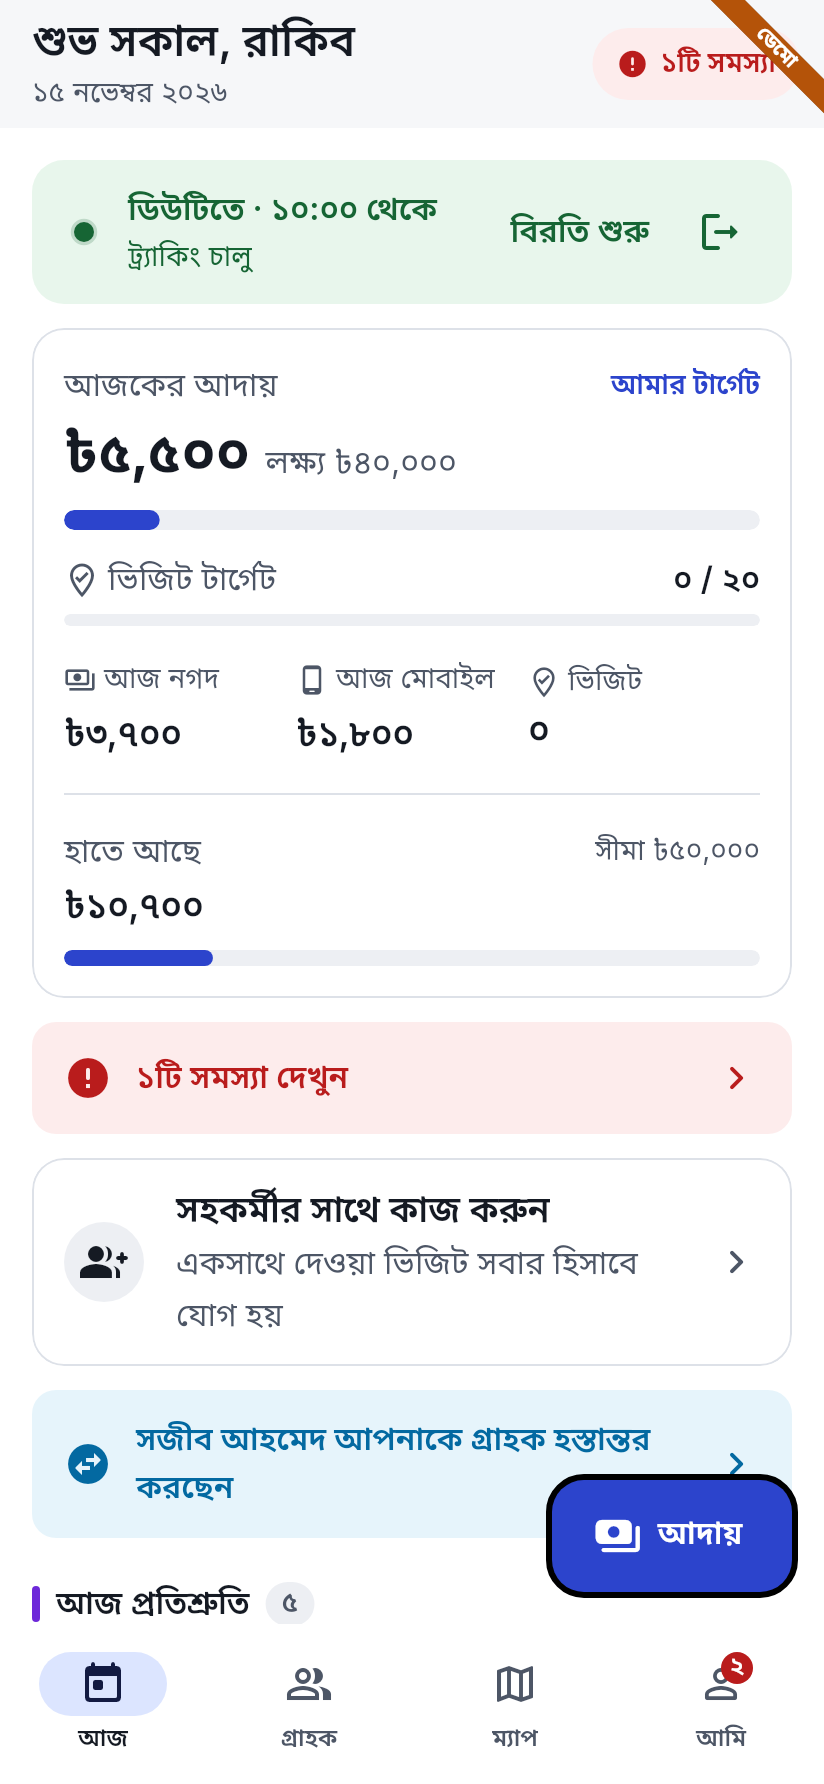 শুভ সকাল, রাকিব
১৫ নভেম্বর ২০২৬
১টি সমস্যা
ডেমো
ডিউটিতে · ১০:০০ থেকে
ট্র্যাকিং চালু
বিরতি শুরু
আজকের আদায়
আমার টার্গেট
৳৫,৫০০ লক্ষ্য ৳৪০,০০০
ভিজিট টার্গেট
০ / ২০
আজ নগদ
৳৩,৭০০
আজ মোবাইল
৳১,৮০০
ভিজিট
০
হাতে আছে
সীমা ৳৫০,০০০
৳১০,৭০০
১টি সমস্যা দেখুন
সহকর্মীর সাথে কাজ করুন
একসাথে দেওয়া ভিজিট সবার হিসাবে
যোগ হয়
সজীব আহমেদ আপনাকে গ্রাহক হস্তান্তর
করছেন
আদায়
আজ প্রতিশ্রুতি ৫
আজ
গ্রাহক
ম্যাপ
২
আমি